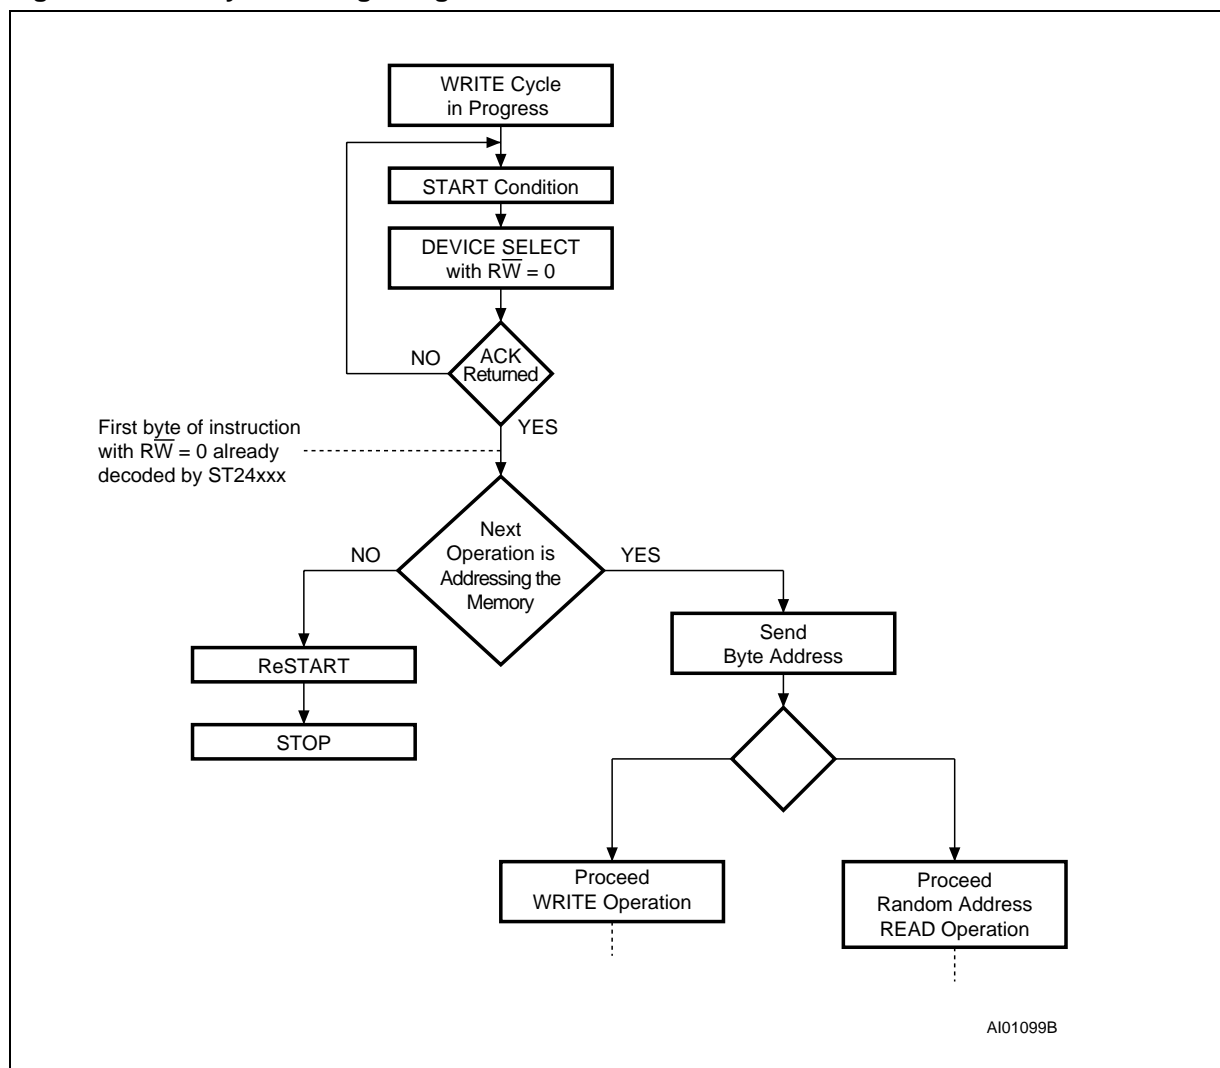 WRITE Cycle
in Progress
START Condition
DEVICE SELECT
with RW̅ = 0
NO
ACK
Returned
YES
First byte of instruction
with RW̅ = 0 already
decoded by ST24xxx
Next
Operation is
Addressing the
Memory
NO
YES
Send
Byte Address
ReSTART
STOP
Proceed
WRITE Operation
Proceed
Random Address
READ Operation
AI01099B